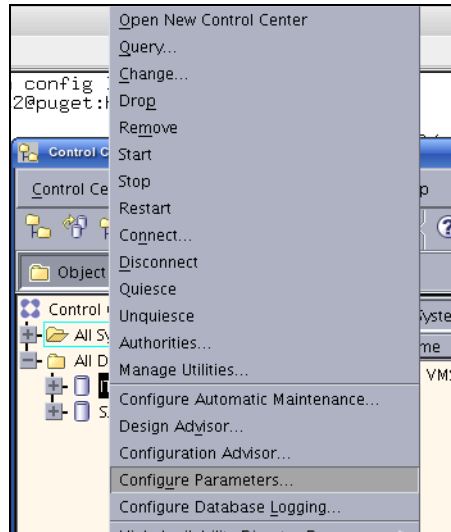 Open New Control Center
Query...
Change...
Drop
config
Remove
2@puget:
Start
Control C
Stop
Control Ce
p
Restart
Connect...
Disconnect
Object
Quiesce
Control
Unquiesce
Syste
All Sy
Authorities...
me
All D
Manage Utilities...
VMS
Configure Automatic Maintenance...
S
Design Advisor...
Configuration Advisor...
Configure Parameters...
Configure Database Logging...